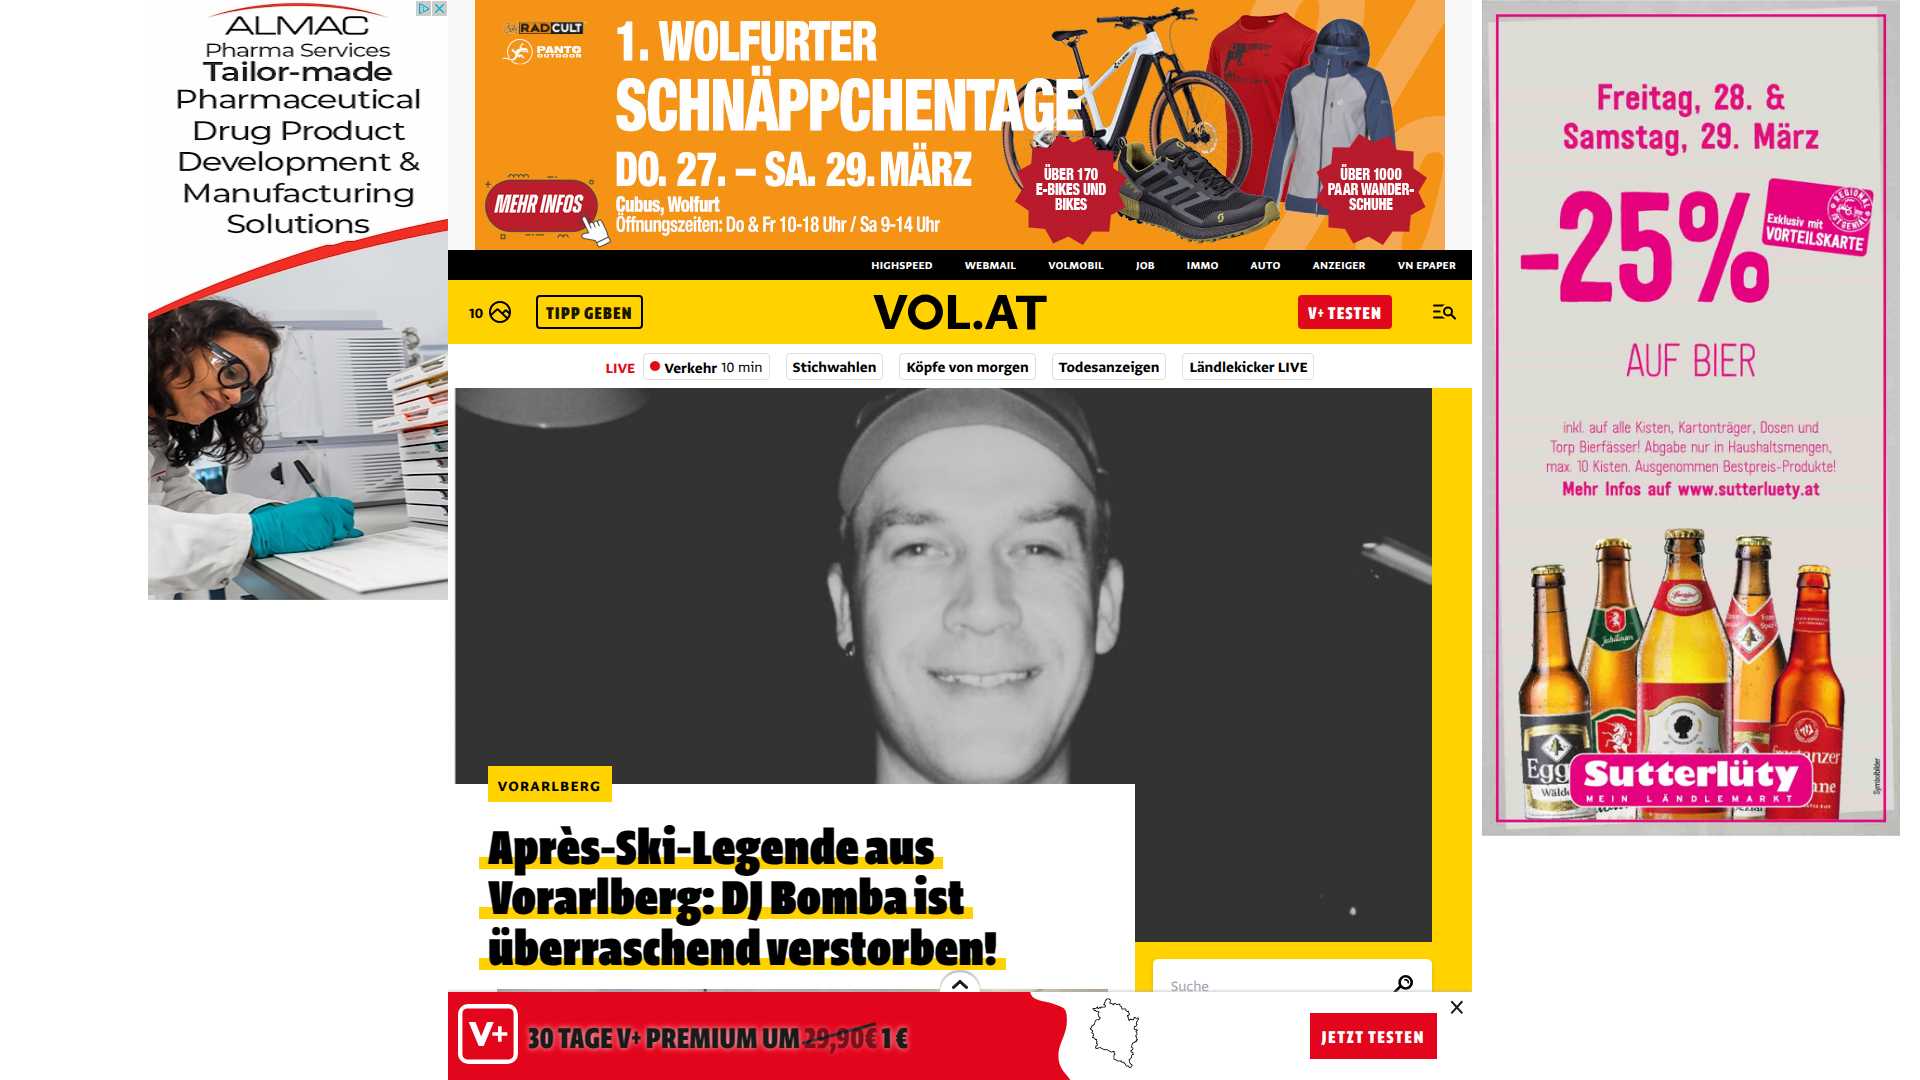 ALMAC
Pharma Services
Tailor-made
Pharmaceutical
Drug Product
Development &
Manufacturing
Solutions
RADCULT
PANTO
OUTDOOR
1. WOLFURTER
SCHNÄPPCHENTAGE
DO. 27. – SA. 29. MÄRZ
MEHR INFOS
Cubus, Wolfurt
Öffnungszeiten: Do & Fr 10-18 Uhr / Sa 9-14 Uhr
ÜBER 170
E-BIKES UND
BIKES
ÜBER 1000
PAAR WANDER-
SCHUHE
HIGHSPEED WEBMAIL VOLMOBIL JOB IMMO AUTO ANZEIGER VN EPAPER
10 TIPP GEBEN VOL.AT V+ TESTEN
LIVE Verkehr 10 min Stichwahlen Köpfe von morgen Todesanzeigen Ländlekicker LIVE
VORARLBERG
Après-Ski-Legende aus
Vorarlberg: DJ Bomba ist
überraschend verstorben!
Suche
V+ 30 TAGE V+ PREMIUM UM 29,90€ 1 € JETZT TESTEN
Freitag, 28. &
Samstag, 29. März
-25%
REGIONAL
IST GENIAL
Exklusiv mit
VORTEILSKARTE
AUF BIER
inkl. auf alle Kisten, Kartonträger, Dosen und
Torp Bierfässer! Abgabe nur in Haushaltsmengen,
max. 10 Kisten. Ausgenommen Bestpreis-Produkte!
Mehr Infos auf www.sutterluety.at
Egg
Wälde
Sutterlüty
MEIN LÄNDLEMARKT
Symbolbilder